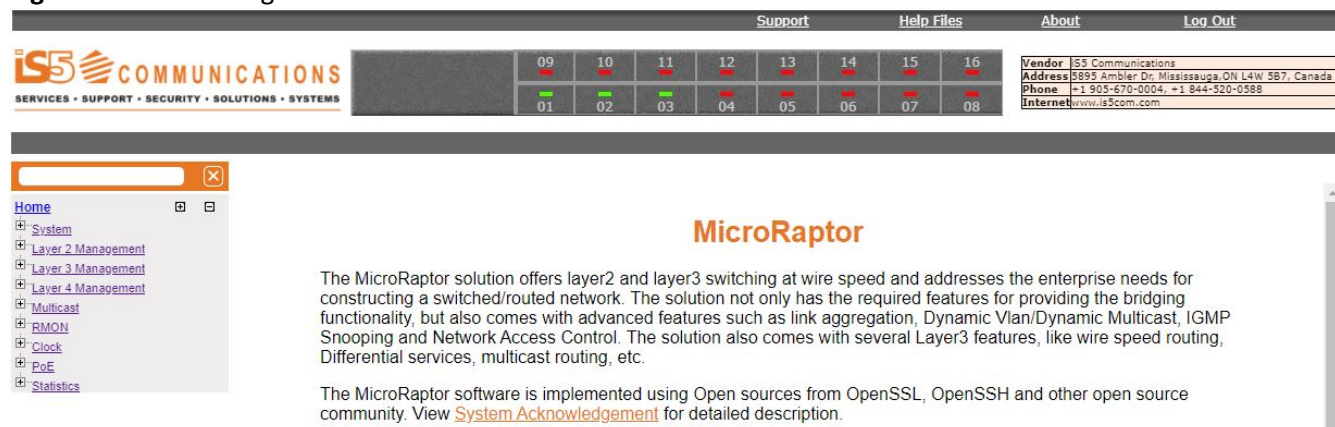 Support Help Files About Log Out
iS5 COMMUNICATIONS
SERVICES • SUPPORT • SECURITY • SOLUTIONS • SYSTEMS
09 10 11 12 13 14 15 16
01 02 03 04 05 06 07 08
Vendor iS5 Communications
Address 5895 Ambler Dr, Mississauga,ON L4W 5B7, Canada
Phone +1 905-670-0004, +1 844-520-0588
Internet www.is5com.com
Home
System
Layer 2 Management
Layer 3 Management
Layer 4 Management
Multicast
RMON
Clock
PoE
Statistics
MicroRaptor
The MicroRaptor solution offers layer2 and layer3 switching at wire speed and addresses the enterprise needs for
constructing a switched/routed network. The solution not only has the required features for providing the bridging
functionality, but also comes with advanced features such as link aggregation, Dynamic Vlan/Dynamic Multicast, IGMP
Snooping and Network Access Control. The solution also comes with several Layer3 features, like wire speed routing,
Differential services, multicast routing, etc.
The MicroRaptor software is implemented using Open sources from OpenSSL, OpenSSH and other open source
community. View System Acknowledgement for detailed description.